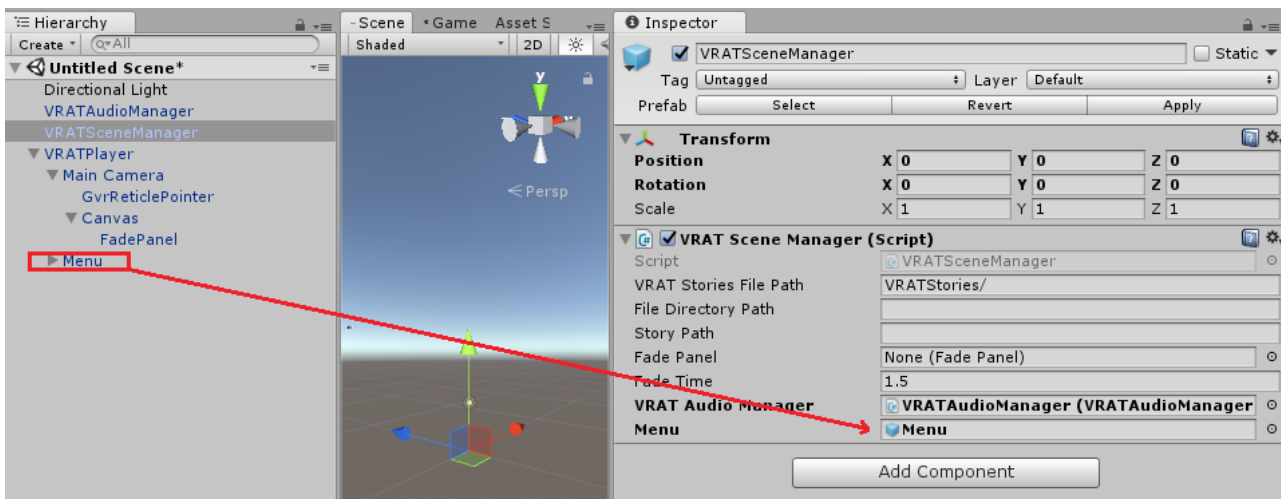 Hierarchy
Create All
Untitled Scene*
Directional Light
VRATAudioManager
VRATSceneManager
VRATPlayer
Main Camera
GvrReticlePointer
Canvas
FadePanel
Menu
Scene Game Asset S
Shaded 2D
y
Persp
Inspector
VRATSceneManager Static
Tag Untagged Layer Default
Prefab Select Revert Apply
Transform
Position X 0 Y 0 Z 0
Rotation X 0 Y 0 Z 0
Scale X 1 Y 1 Z 1
VRAT Scene Manager (Script)
Script VRATSceneManager
VRAT Stories File Path VRATStories/
File Directory Path
Story Path
Fade Panel None (Fade Panel)
Fade Time 1.5
VRAT Audio Manager VRATAudioManager (VRATAudioManager
Menu Menu
Add Component